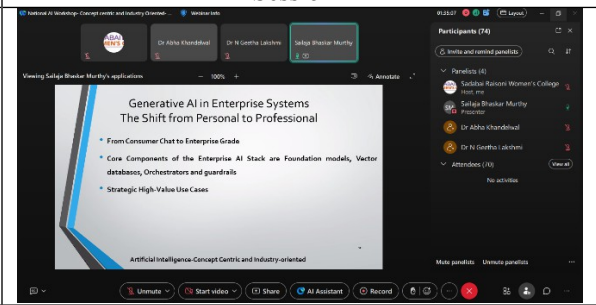 National AI Workshop- Concept centric and Industry Oriented-...
Webinar Info
01:35:07
Layout
Dr Abha Khandelwal
Dr N Geetha Lakshmi
Sailaja Bhaskar Murthy
Viewing Sailaja Bhaskar Murthy's applications
100%
Annotate
Generative AI in Enterprise Systems
The Shift from Personal to Professional
From Consumer Chat to Enterprise Grade
Core Components of the Enterprise AI Stack are Foundation models, Vector
databases, Orchestrators and guardrails
Strategic High-Value Use Cases
Artificial Intelligence-Concept Centric and Industry-oriented
Participants (74)
Invite and remind panelists
Panelists (4)
Sadabai Raisoni Women's College
Host, me
Sailaja Bhaskar Murthy
Presenter
Dr Abha Khandelwal
Dr N Geetha Lakshmi
Attendees (70)
View all
No activities
Mute panelists
Unmute panelists
Unmute
Start video
Share
AI Assistant
Record